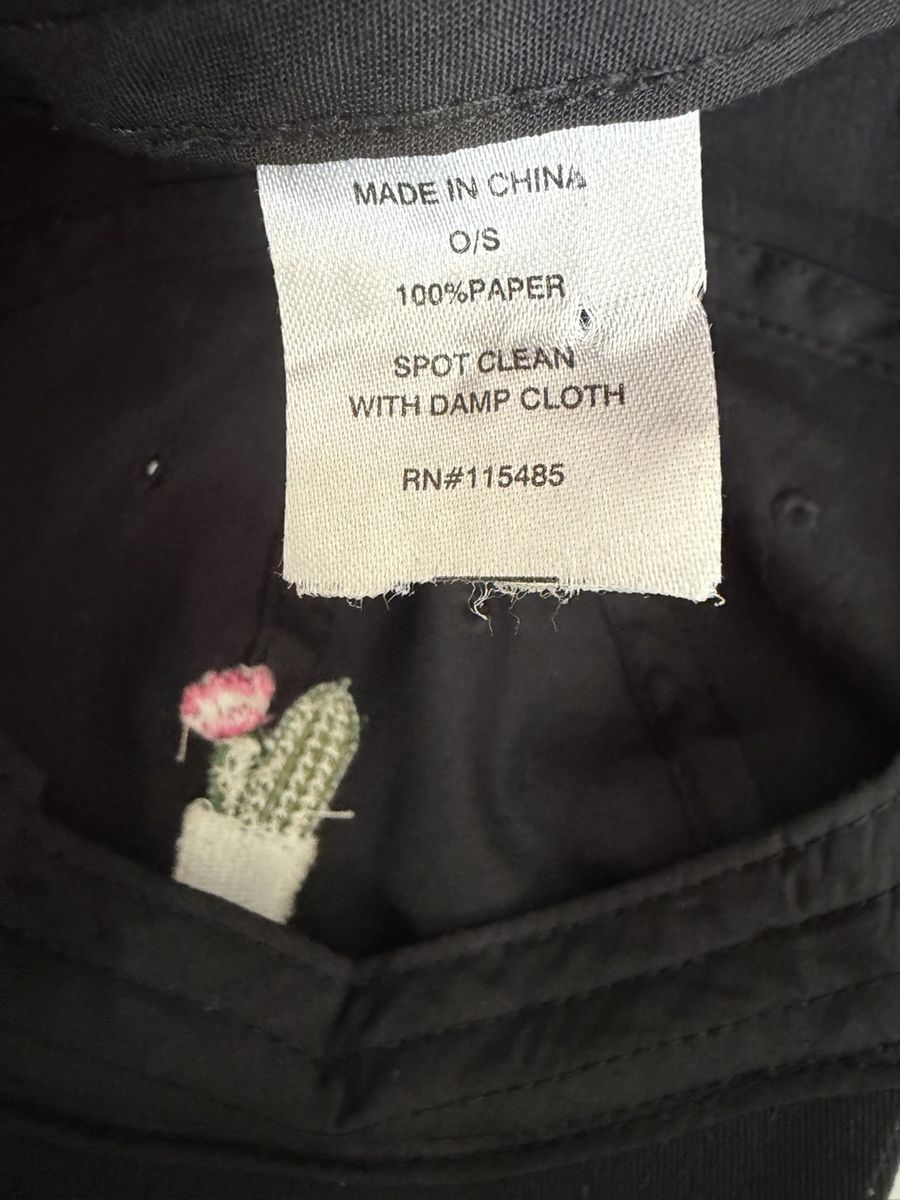 MADE IN CHINA
O/S
100%PAPER
SPOT CLEAN
WITH DAMP CLOTH
RN#115485